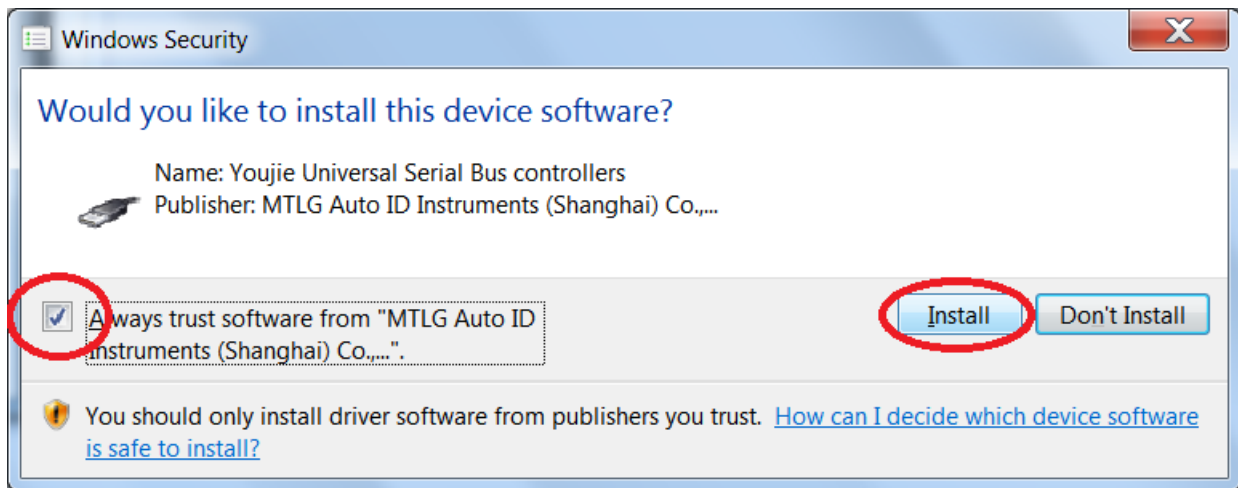 Windows Security
Would you like to install this device software?
Name: Youjie Universal Serial Bus controllers
Publisher: MTLG Auto ID Instruments (Shanghai) Co.,...
Always trust software from "MTLG Auto ID
Instruments (Shanghai) Co.,...".
Install
Don't Install
You should only install driver software from publishers you trust. How can I decide which device software
is safe to install?